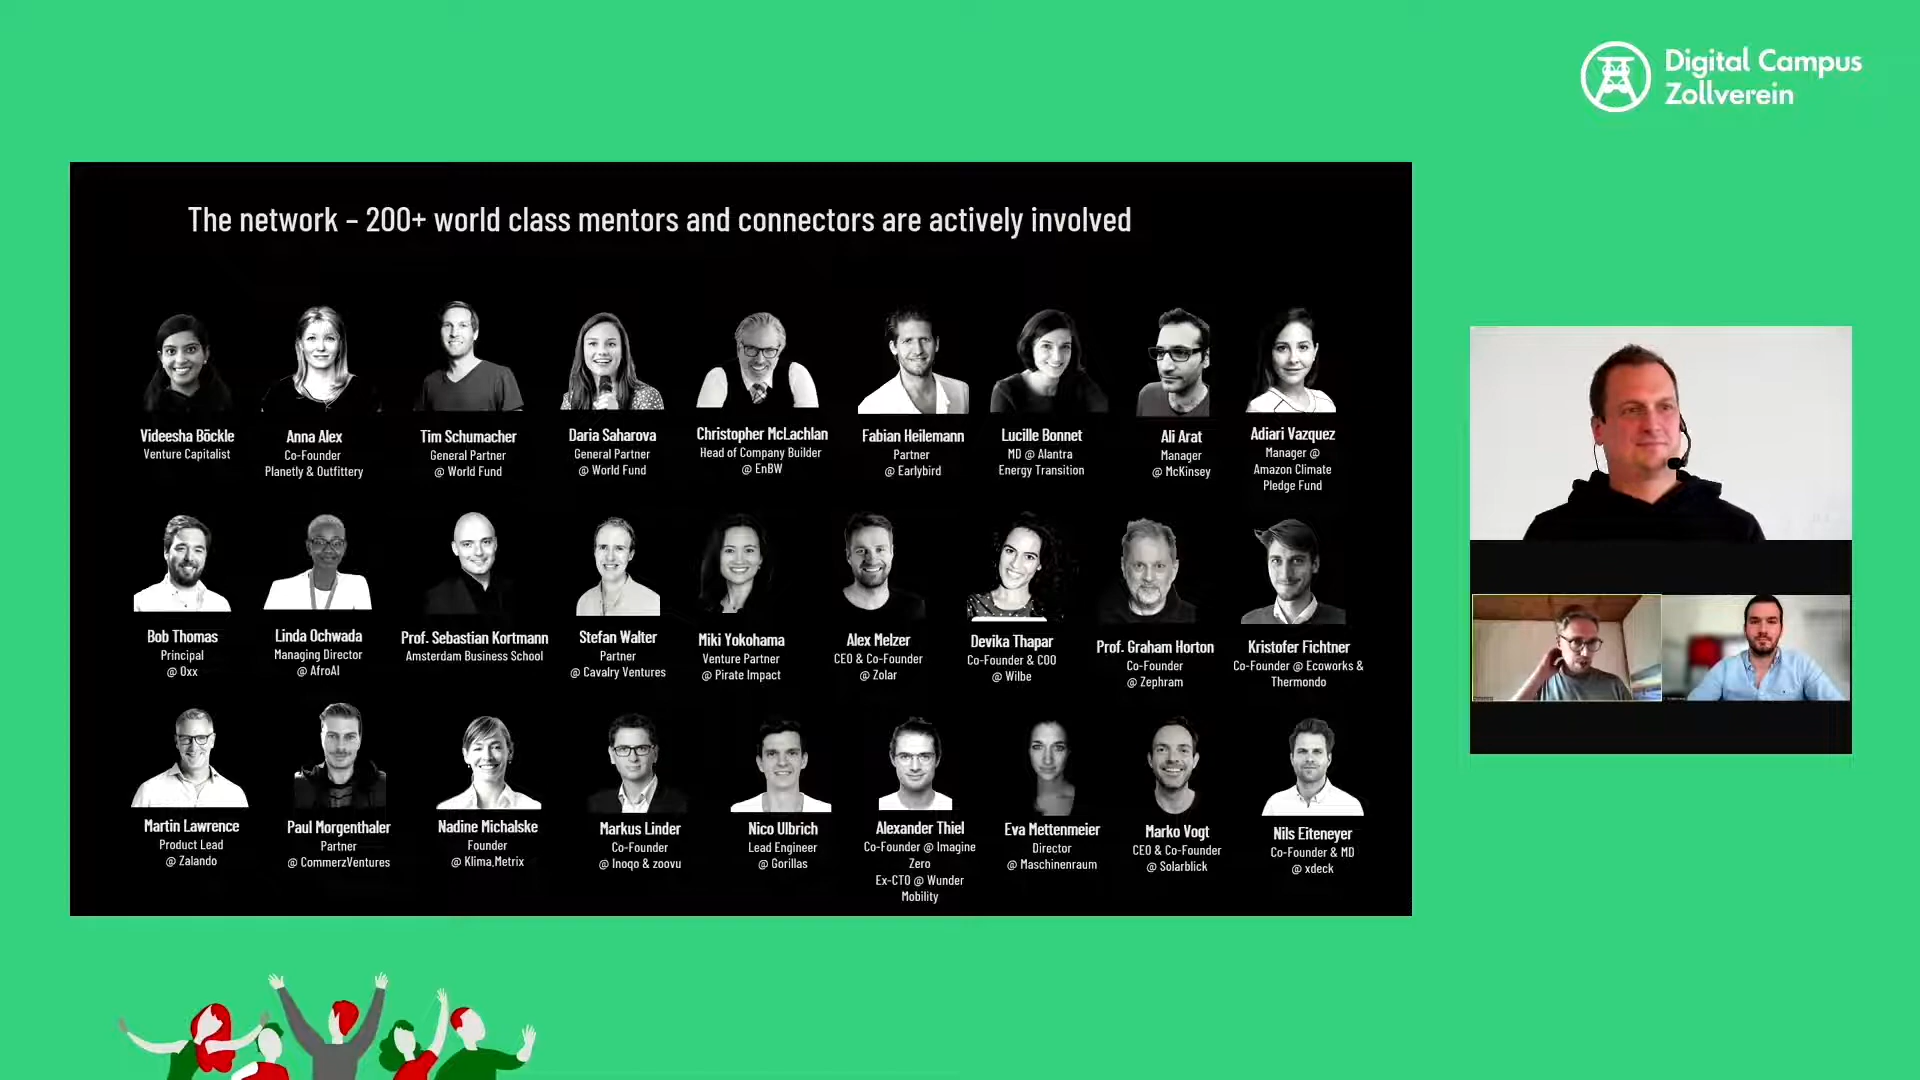 Digital Campus
Zollverein
The network – 200+ world class mentors and connectors are actively involved
Videesha Böckle
Venture Capitalist
Anna Alex
Co-Founder
Planetly & Outfittery
Tim Schumacher
General Partner
@ World Fund
Daria Saharova
General Partner
@ World Fund
Christopher McLachlan
Head of Company Builder
@ EnBW
Fabian Heilemann
Partner
@ Earlybird
Lucille Bonnet
MD @ Alantra
Energy Transition
Ali Arat
Manager
@ McKinsey
Adiari Vazquez
Manager @
Amazon Climate
Pledge Fund
Bob Thomas
Principal
@ Oxx
Linda Ochwada
Managing Director
@ AfroAI
Prof. Sebastian Kortmann
Amsterdam Business School
Stefan Walter
Partner
@ Cavalry Ventures
Miki Yokohama
Venture Partner
@ Pirate Impact
Alex Melzer
CEO & Co-Founder
@ Zolar
Devika Thapar
Co-Founder & COO
@ Wilbe
Prof. Graham Horton
Co-Founder
@ Zephram
Kristofer Fichtner
Co-Founder @ Ecoworks &
Thermondo
Martin Lawrence
Product Lead
@ Zalando
Paul Morgenthaler
Partner
@ CommerzVentures
Nadine Michalske
Founder
@ Klima.Metrix
Markus Linder
Co-Founder
@ Inoqo & zoovu
Nico Ulbrich
Lead Engineer
@ Gorillas
Alexander Thiel
Co-Founder @ Imagine
Zero
Ex-CTO @ Wunder
Mobility
Eva Mettenmeier
Director
@ Maschinenraum
Marko Vogt
CEO & Co-Founder
@ Solarblick
Nils Eiteneyer
Co-Founder & MD
@ xdeck